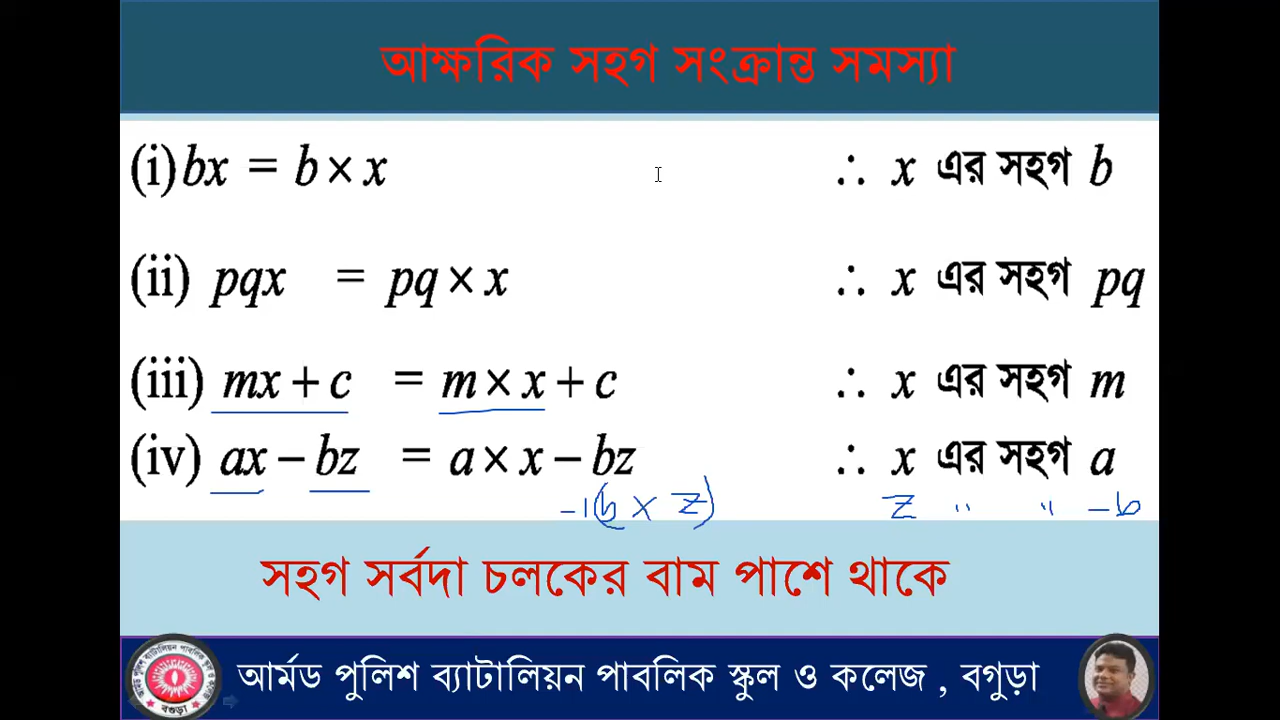 আক্ষরিক সহগ সংক্রান্ত সমস্যা
(i) bx = b × x ∴ x এর সহগ b
(ii) pqx = pq × x ∴ x এর সহগ pq
(iii) mx + c = m × x + c ∴ x এর সহগ m
(iv) ax − bz = a × x − bz ∴ x এর সহগ a
−1(b × z) z " " −b
সহগ সর্বদা চলকের বাম পাশে থাকে
আর্মড পুলিশ ব্যাটালিয়ন পাবলিক স্কুল ও কলেজ , বগুড়া